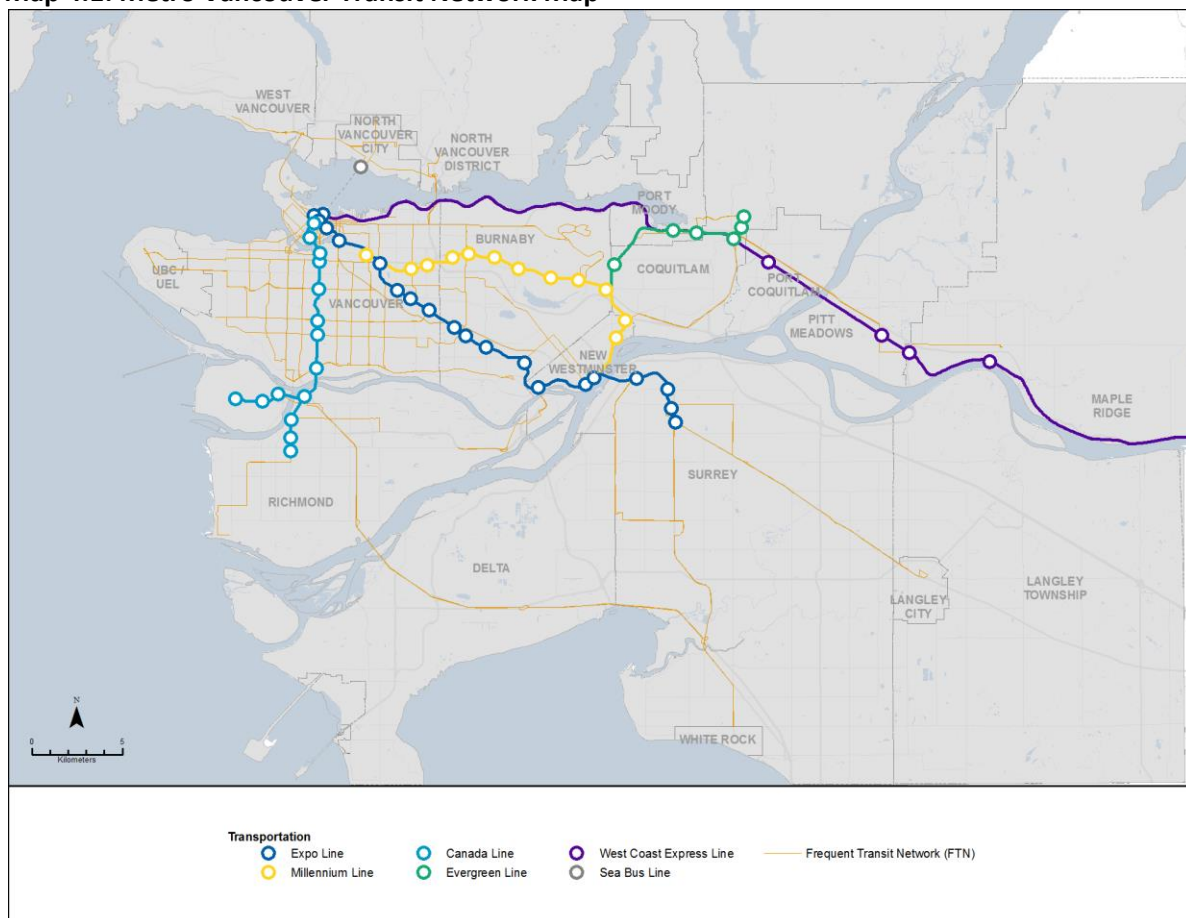 WEST
VANCOUVER
NORTH
VANCOUVER
CITY
NORTH
VANCOUVER
DISTRICT
PORT
MOODY
BURNABY
UBC /
UEL
COQUITLAM
VANCOUVER
PORT
COQUITLAM
PITT
MEADOWS
NEW
WESTMINSTER
MAPLE
RIDGE
SURREY
RICHMOND
DELTA
LANGLEY
TOWNSHIP
LANGLEY
CITY
WHITE ROCK
N
0 5
Kilometers
Transportation
Expo Line
Canada Line
West Coast Express Line
Frequent Transit Network (FTN)
Millennium Line
Evergreen Line
Sea Bus Line